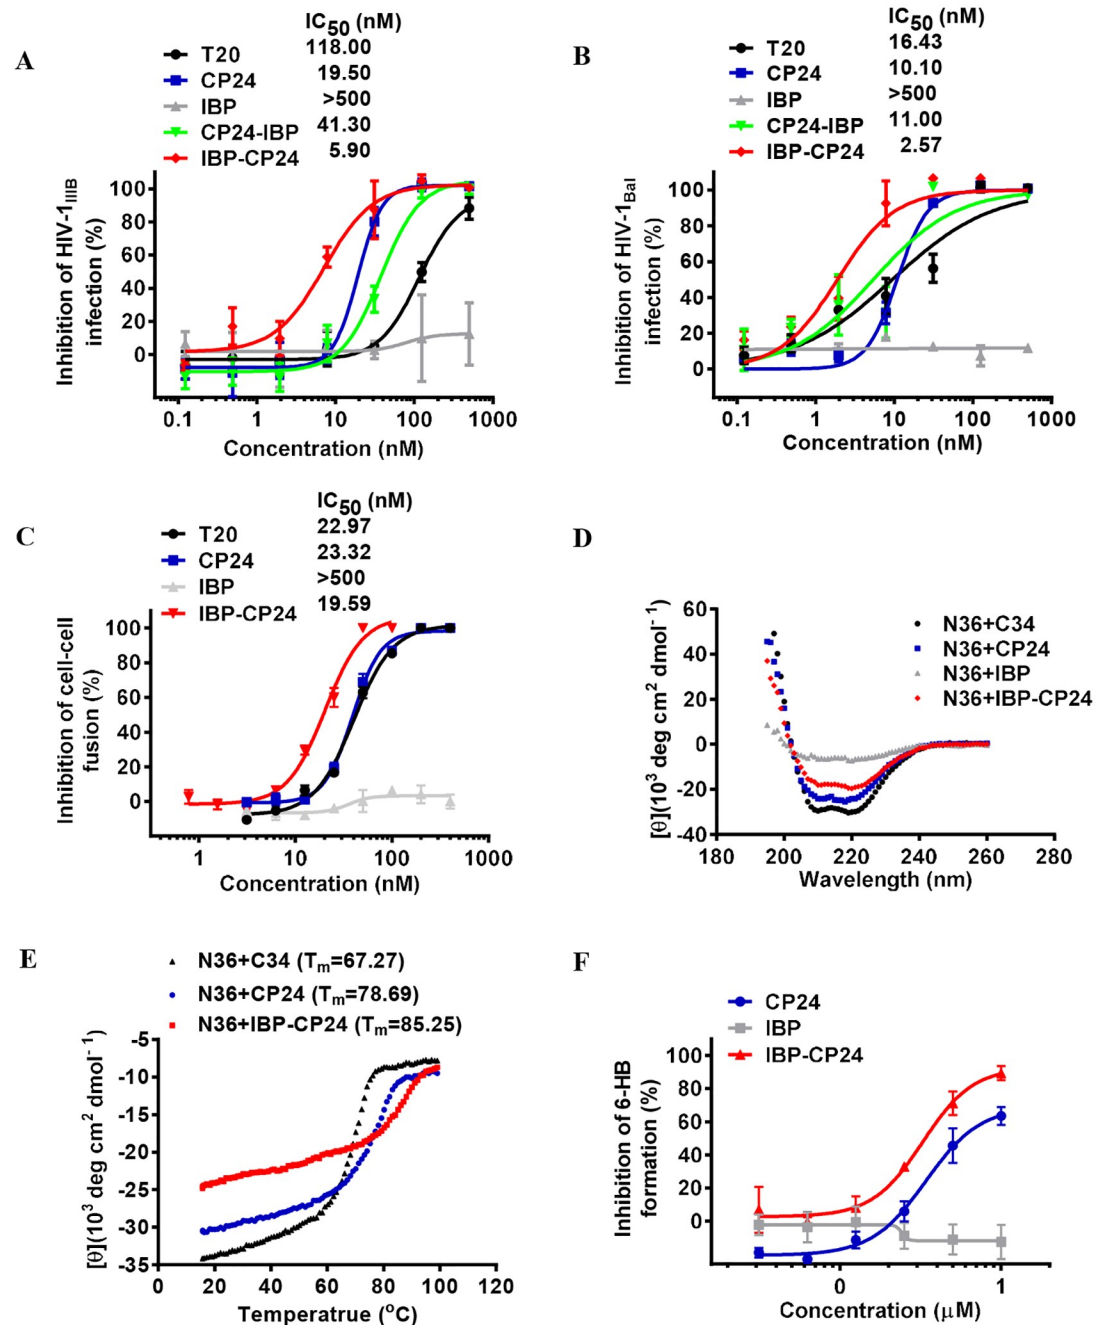 A
IC50 (nM)
T20 118.00
CP24 19.50
IBP >500
CP24-IBP 41.30
IBP-CP24 5.90
Inhibition of HIV-1IIIB
infection (%)
100
80
60
40
20
0
0.1 1 10 100 1000
Concentration (nM)
B
IC50 (nM)
T20 16.43
CP24 10.10
IBP >500
CP24-IBP 11.00
IBP-CP24 2.57
Inhibition of HIV-1Bal
infection (%)
100
80
60
40
20
0
0.1 1 10 100 1000
Concentration (nM)
C
IC50 (nM)
T20 22.97
CP24 23.32
IBP >500
IBP-CP24 19.59
Inhibition of cell-cell
fusion (%)
100
80
60
40
20
0
1 10 100 1000
Concentration (nM)
D
N36+C34
N36+CP24
N36+IBP
N36+IBP-CP24
[θ](10³ deg cm² dmol⁻¹)
60
40
20
0
-20
-40
180 200 220 240 260 280
Wavelength (nm)
E
N36+C34 (Tm=67.27)
N36+CP24 (Tm=78.69)
N36+IBP-CP24 (Tm=85.25)
[θ](10³ deg cm² dmol⁻¹)
-5
-10
-15
-20
-25
-30
-35
0 20 40 60 80 100 120
Temperatrue (°C)
F
CP24
IBP
IBP-CP24
Inhibition of 6-HB
formation (%)
100
80
60
40
20
0
0 1
Concentration (μM)